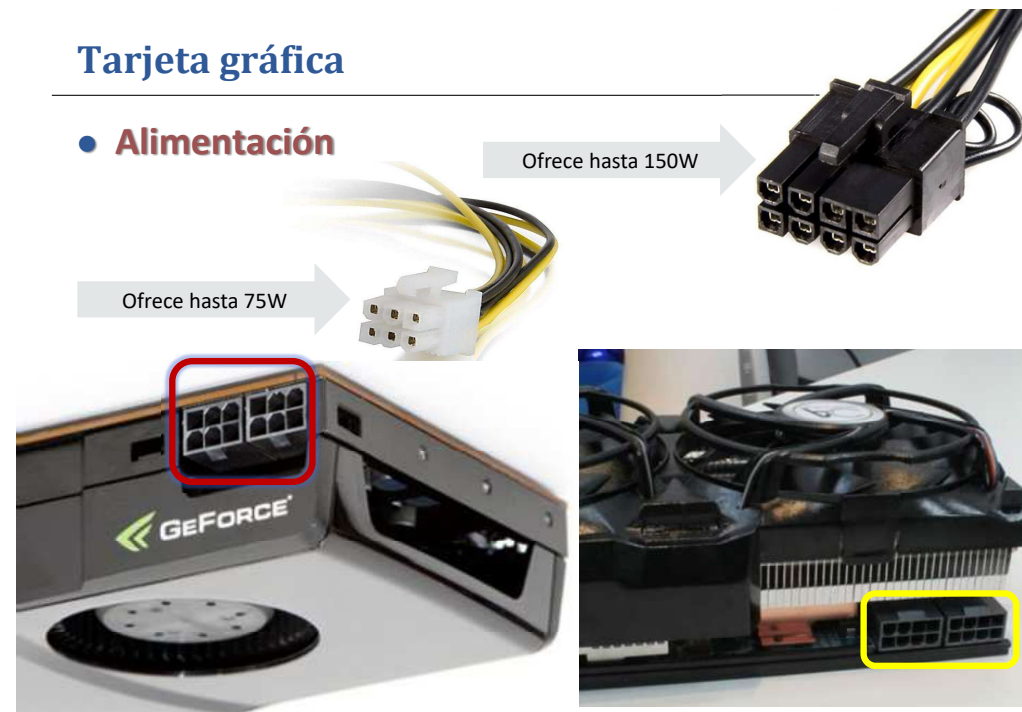 Tarjeta gráfica
Alimentación
Ofrece hasta 150W
Ofrece hasta 75W
GEFORCE